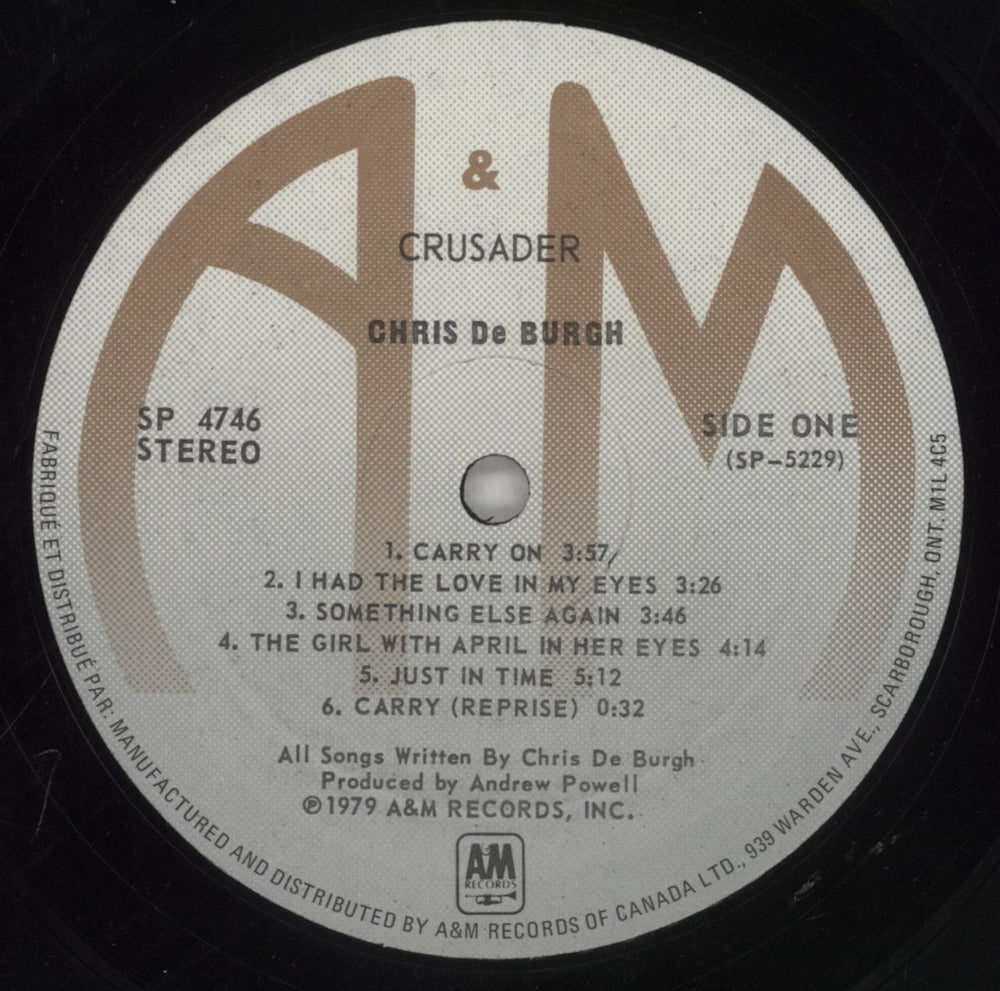 A & M
CRUSADER
CHRIS De BURGH
SP 4746
STEREO
SIDE ONE
(SP-5229)
1. CARRY ON 3:57
2. I HAD THE LOVE IN MY EYES 3:26
3. SOMETHING ELSE AGAIN 3:46
4. THE GIRL WITH APRIL IN HER EYES 4:14
5. JUST IN TIME 5:12
6. CARRY (REPRISE) 0:32
All Songs Written By Chris De Burgh
Produced by Andrew Powell
℗1979 A&M RECORDS, INC.
A&M
RECORDS
FABRIQUÉ ET DISTRIBUÉ PAR: MANUFACTURED AND DISTRIBUTED BY A&M RECORDS OF CANADA LTD., 939 WARDEN AVE., SCARBOROUGH, ONT. M1L 4C5